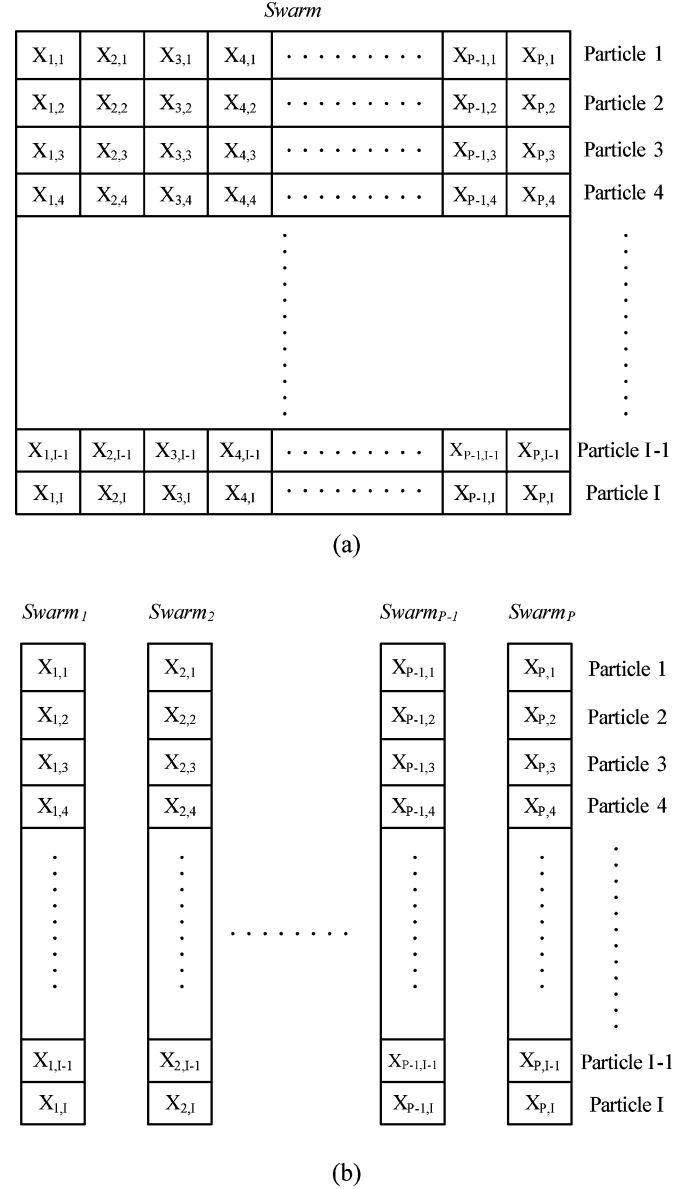 Swarm
X1,1 X2,1 X3,1 X4,1 . . . . . . . . . XP-1,1 XP,1 Particle 1
X1,2 X2,2 X3,2 X4,2 . . . . . . . . . XP-1,2 XP,2 Particle 2
X1,3 X2,3 X3,3 X4,3 . . . . . . . . . XP-1,3 XP,3 Particle 3
X1,4 X2,4 X3,4 X4,4 . . . . . . . . . XP-1,4 XP,4 Particle 4
X1,I-1 X2,I-1 X3,I-1 X4,I-1 . . . . . . . . . XP-1,I-1 XP,I-1 Particle I-1
X1,I X2,I X3,I X4,I . . . . . . . . . XP-1,I XP,I Particle I
(a)
Swarm1 Swarm2 SwarmP-1 SwarmP
X1,1 X2,1 XP-1,1 XP,1 Particle 1
X1,2 X2,2 XP-1,2 XP,2 Particle 2
X1,3 X2,3 XP-1,3 XP,3 Particle 3
X1,4 X2,4 XP-1,4 XP,4 Particle 4
. . . . . . . .
X1,I-1 X2,I-1 XP-1,I-1 XP,I-1 Particle I-1
X1,I X2,I XP-1,I XP,I Particle I
(b)